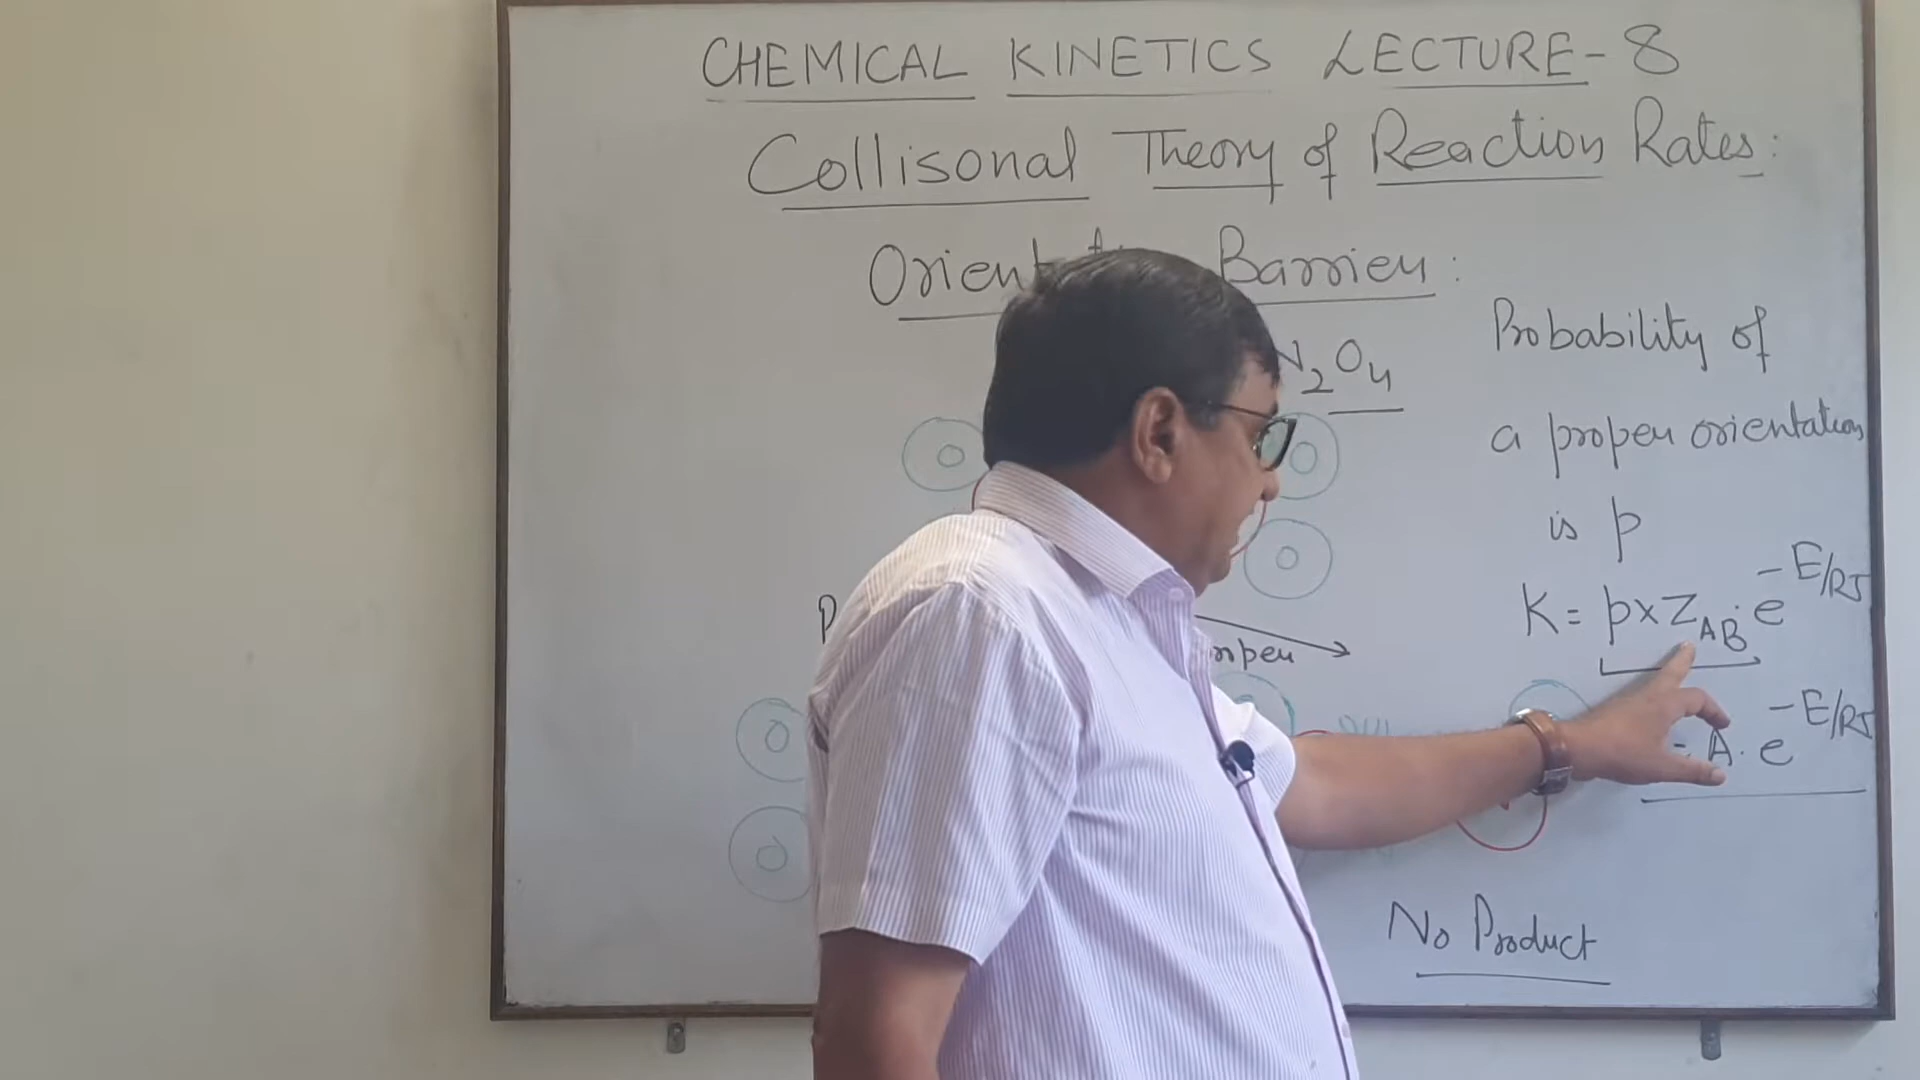 CHEMICAL KINETICS LECTURE-8
Collisonal Theory of Reaction Rates:
Barrier:
N2O4
Probability of
a proper orientation
is p
K = p x ZAB. e -E/RT
= A. e -E/RT
No Product